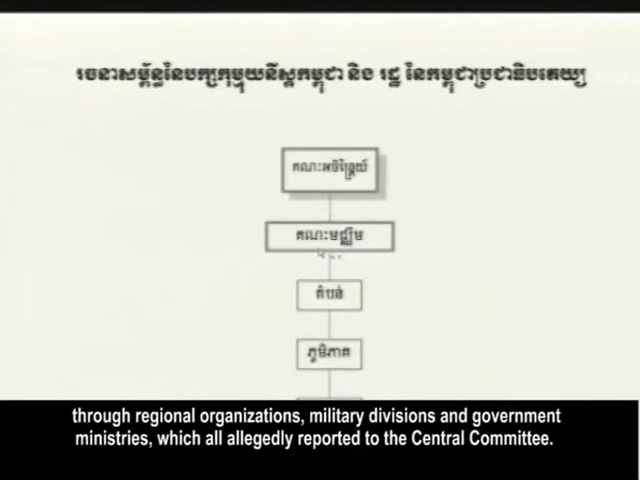 រចនាសម្ព័ន្ធនៃបក្សកុម្មុយនីស្តកម្ពុជា និង រដ្ឋ នៃកម្ពុជាប្រជាធិបតេយ្យ
គណៈអចិន្ត្រៃយ៍
គណៈមជ្ឈឹម
តំបន់
ភូមិភាគ
through regional organizations, military divisions and government
ministries, which all allegedly reported to the Central Committee.